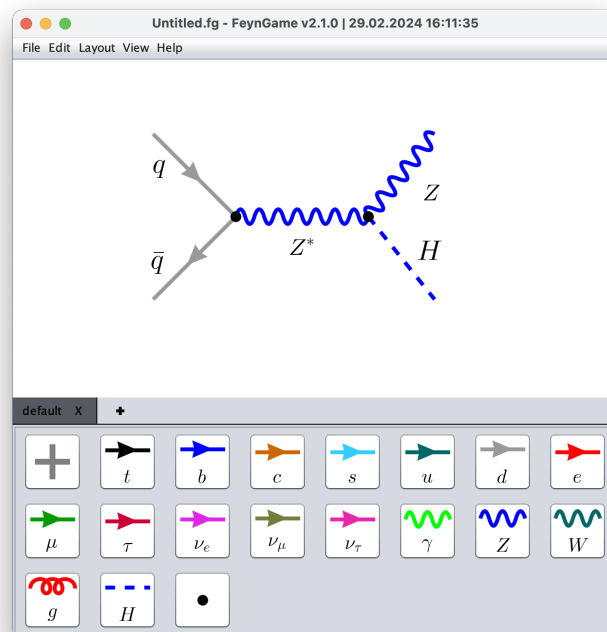 Untitled.fg - FeynGame v2.1.0 | 29.02.2024 16:11:35
File Edit Layout View Help
q
Z
q̄
Z*
H
default X +
t b c s u d e
μ τ νe νμ ντ γ Z W
g H